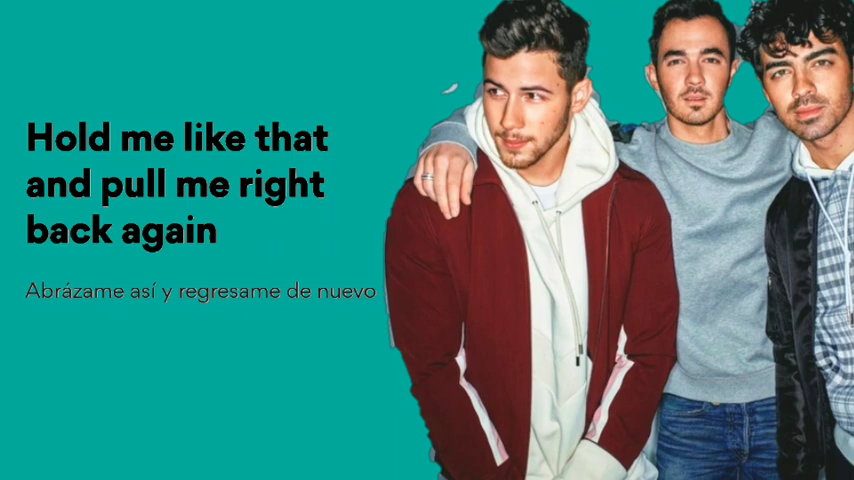 Hold me like that
and pull me right
back again
Abrázame así y regresame de nuevo